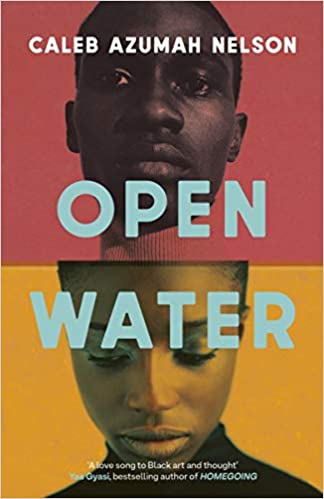 CALEB AZUMAH NELSON
OPEN
WATER
'A love song to Black art and thought'
Yaa Gyasi, bestselling author of HOMEGOING